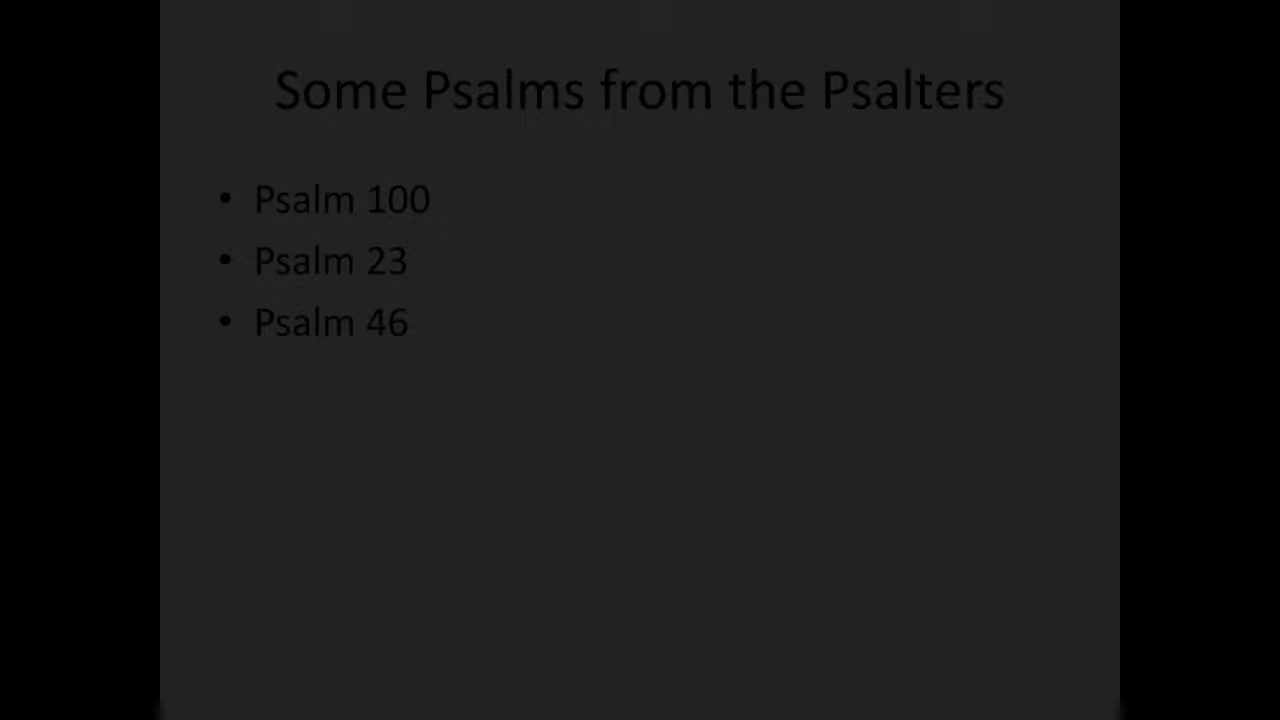 Some Psalms from the Psalters
• Psalm 100
• Psalm 23
• Psalm 46